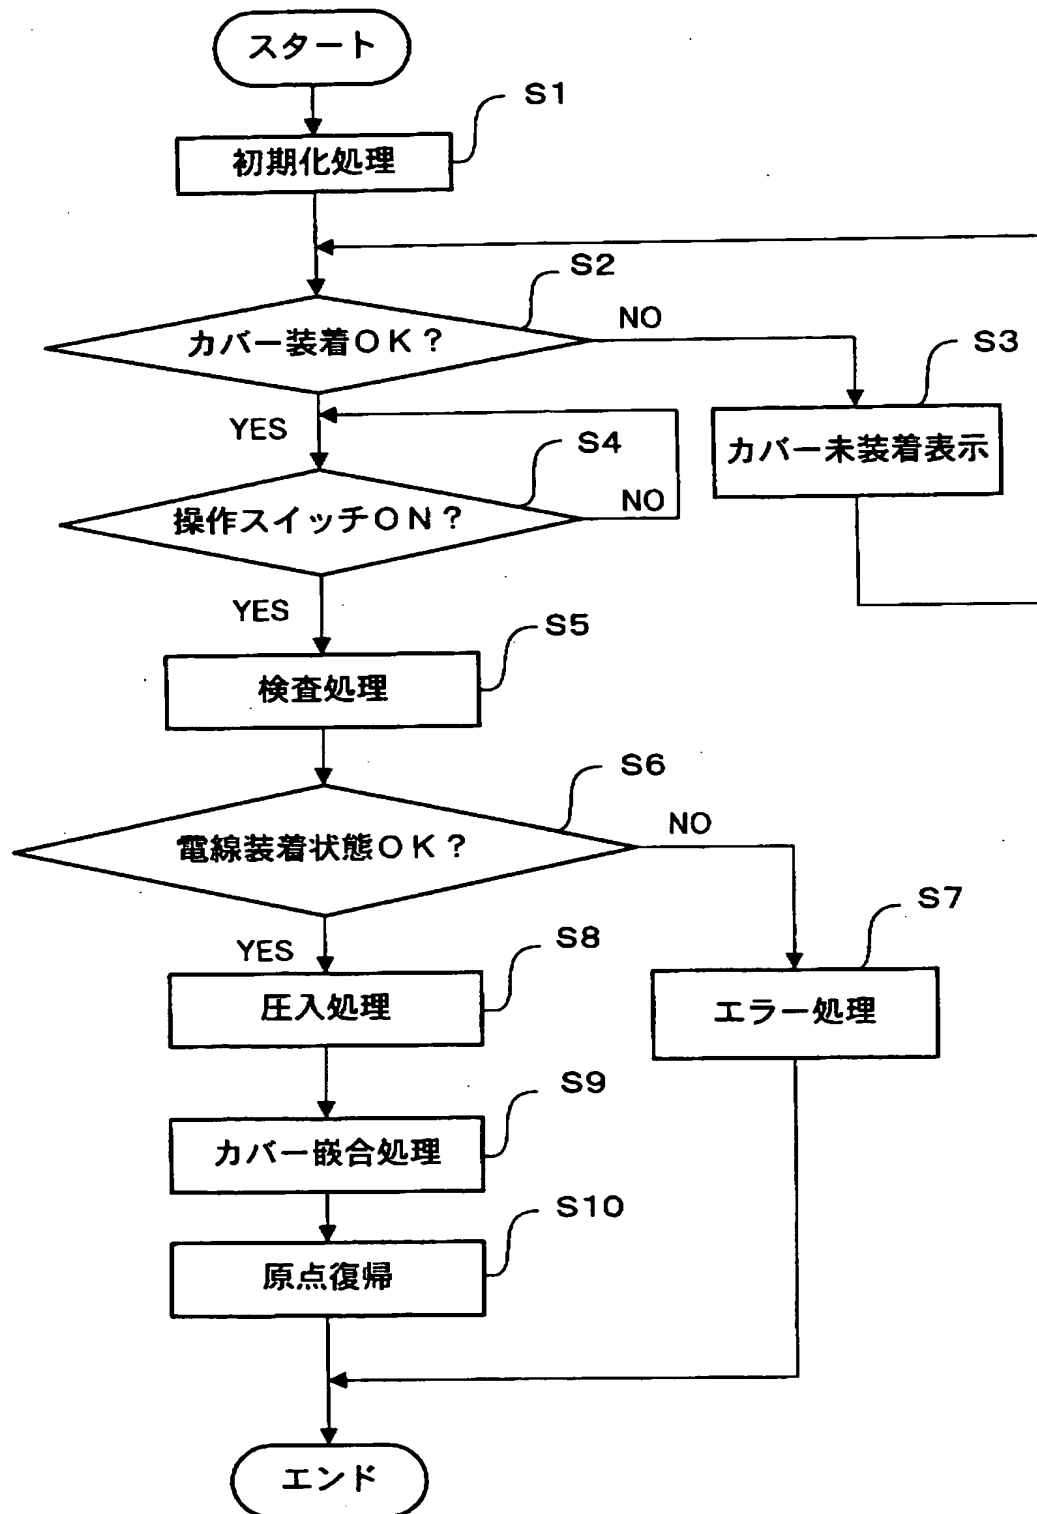 スタート
S1
初期化処理
S2
カバー装着OK?
NO
S3
YES
カバー未装着表示
S4
操作スイッチON?
NO
YES
S5
検査処理
S6
電線装着状態OK?
NO
S7
YES
S8
圧入処理
エラー処理
S9
カバー嵌合処理
S10
原点復帰
エンド